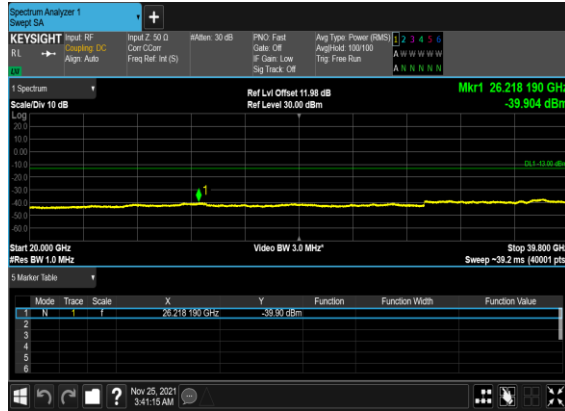 Spectrum Analyzer 1
Swept SA
+
KEYSIGHT Input: RF Input Z: 50 Ω #Atten: 30 dB PNO: Fast Avg Type: Power (RMS) 1 2 3 4 5 6
RL Coupling: DC Corr CCorr Gate: Off Avg|Hold: 100/100 A W W W W W
Align: Auto Freq Ref: Int (S) IF Gain: Low Trig: Free Run
Sig Track: Off A N N N N N
1 Spectrum Ref Lvl Offset 11.98 dB Mkr1 26.218 190 GHz
Scale/Div 10 dB Ref Level 30.00 dBm -39.904 dBm
Log
20.0
10.0
0.00
-10.0 DL1 -13.00 dBm
-20.0
-30.0
1
-40.0
-50.0
-60.0
Start 20.000 GHz Video BW 3.0 MHz* Stop 39.800 GHz
#Res BW 1.0 MHz Sweep ~39.2 ms (40001 pts)
5 Marker Table
Mode Trace Scale X Y Function Function Width Function Value
1 N 1 f 26.218 190 GHz -39.90 dBm
2
3
4
5
6
? Nov 25, 2021
3:41:15 AM